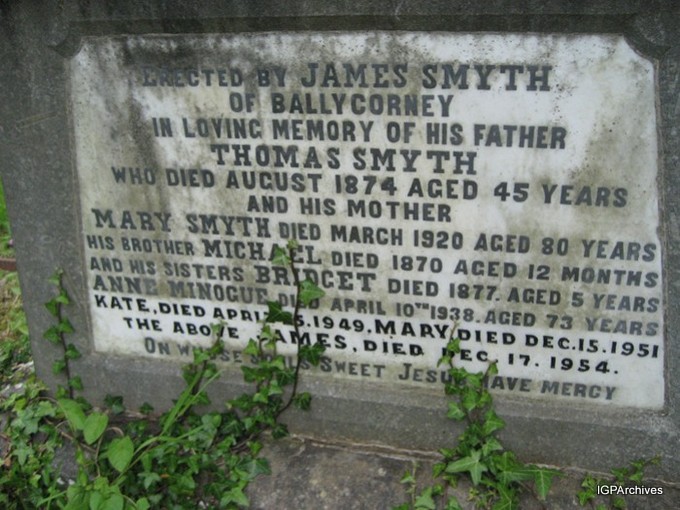 ERECTED BY JAMES SMYTH
OF BALLYCORNEY
IN LOVING MEMORY OF HIS FATHER
THOMAS SMYTH
WHO DIED AUGUST 1874 AGED 45 YEARS
AND HIS MOTHER
MARY SMYTH DIED MARCH 1920 AGED 80 YEARS
HIS BROTHER MICHAEL DIED 1870 AGED 12 MONTHS
AND HIS SISTERS BRIDGET DIED 1877. AGED 5 YEARS
ANNE MINOGUE DIED APRIL 10TH 1938. AGED 73 YEARS
KATE, DIED APRIL 1949. MARY, DIED DEC. 15. 1951
THE ABOVE JAMES, DIED DEC. 17. 1954.
ON WHOSE SOULS SWEET JESUS HAVE MERCY
IGPArchives